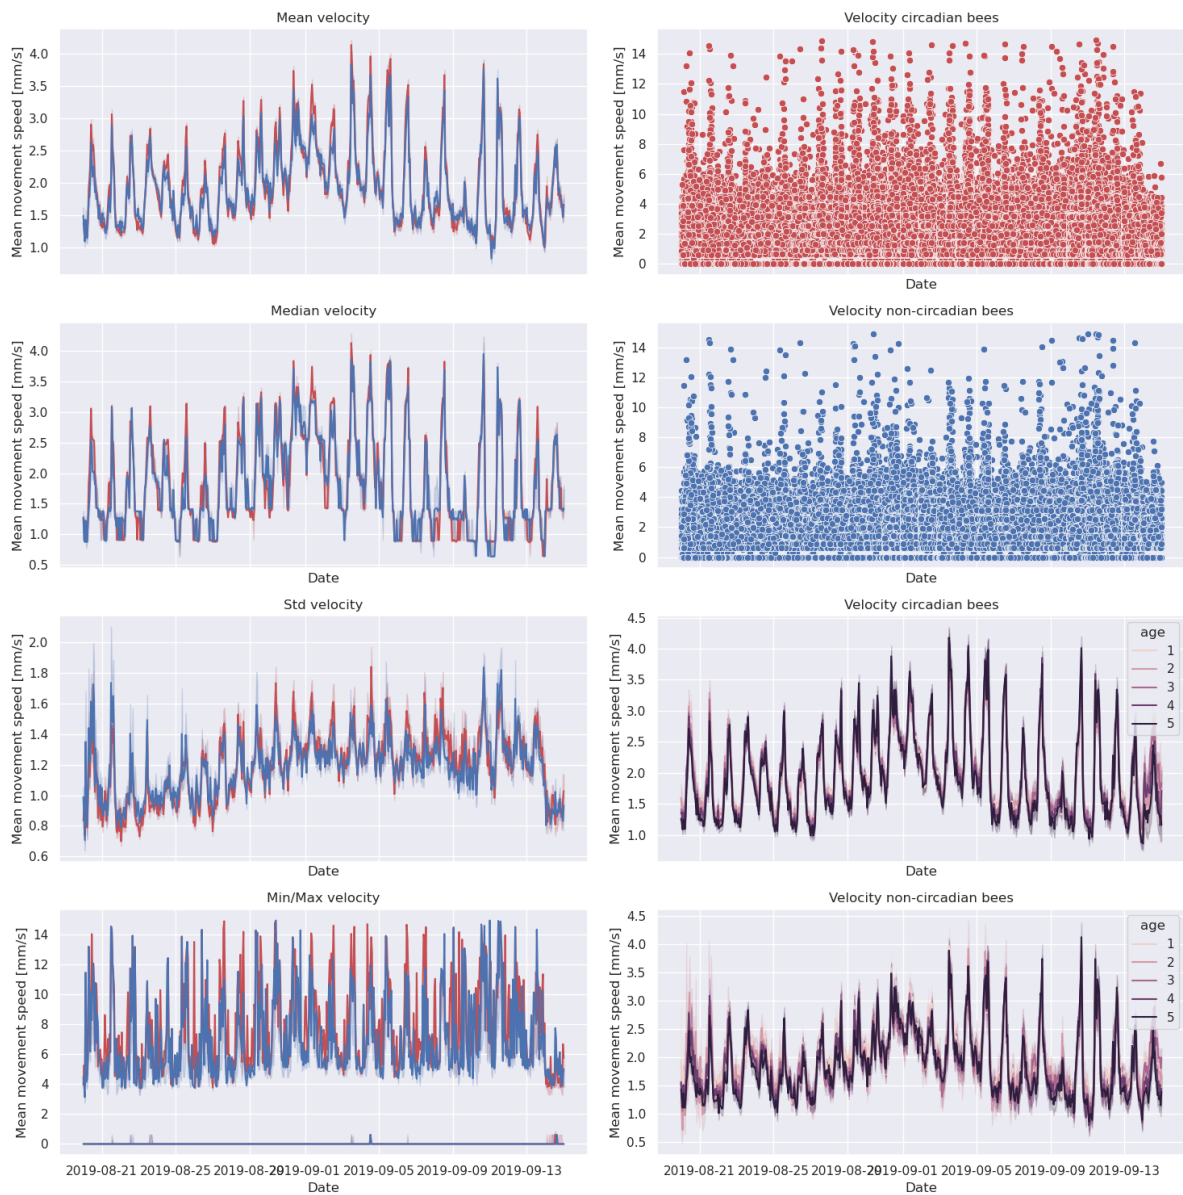 Mean velocity
Mean movement speed [mm/s]
4.0
3.5
3.0
2.5
2.0
1.5
1.0
Velocity circadian bees
Mean movement speed [mm/s]
14
12
10
8
6
4
2
0
Date
Median velocity
Mean movement speed [mm/s]
4.0
3.5
3.0
2.5
2.0
1.5
1.0
0.5
Date
Velocity non-circadian bees
Mean movement speed [mm/s]
14
12
10
8
6
4
2
0
Date
Std velocity
Mean movement speed [mm/s]
2.0
1.8
1.6
1.4
1.2
1.0
0.8
0.6
Date
Velocity circadian bees
Mean movement speed [mm/s]
4.5
4.0
3.5
3.0
2.5
2.0
1.5
1.0
age
1
2
3
4
5
Date
Min/Max velocity
Mean movement speed [mm/s]
14
12
10
8
6
4
2
0
2019-08-21 2019-08-25 2019-08-29 2019-09-01 2019-09-05 2019-09-09 2019-09-13
Date
Velocity non-circadian bees
Mean movement speed [mm/s]
4.5
4.0
3.5
3.0
2.5
2.0
1.5
1.0
0.5
age
1
2
3
4
5
2019-08-21 2019-08-25 2019-08-29 2019-09-01 2019-09-05 2019-09-09 2019-09-13
Date